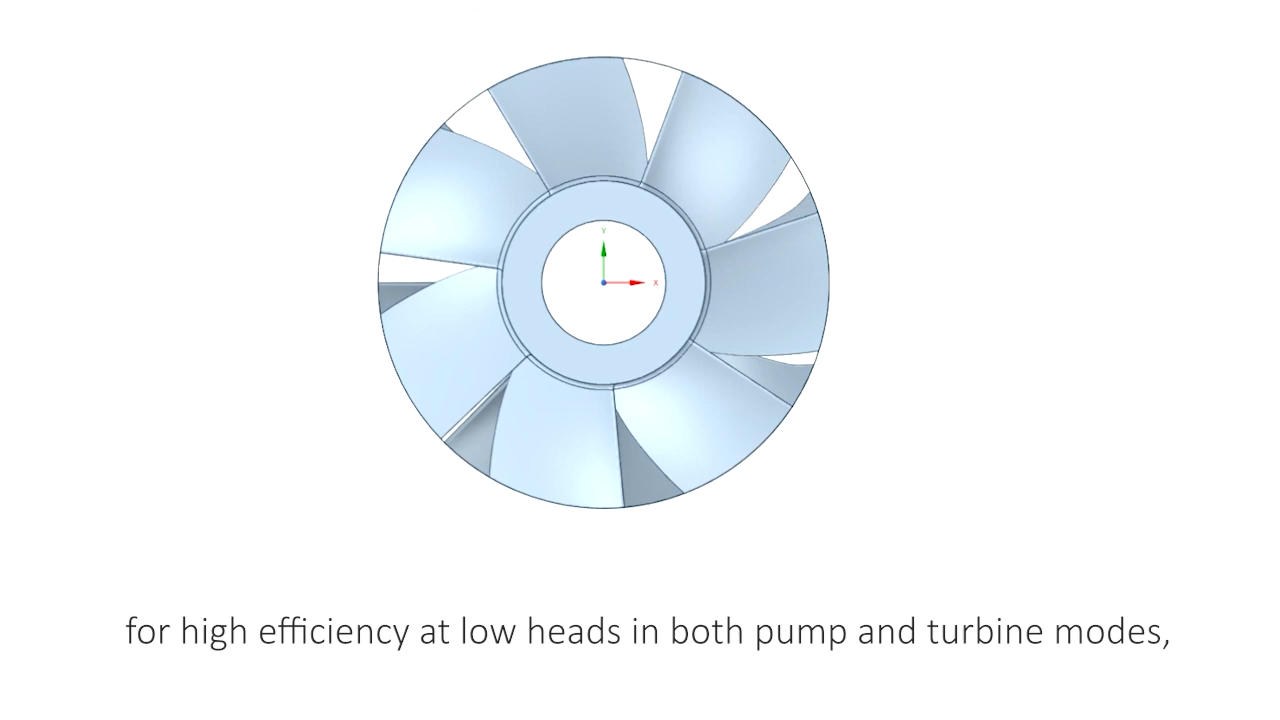 Y
X
for high efficiency at low heads in both pump and turbine modes,